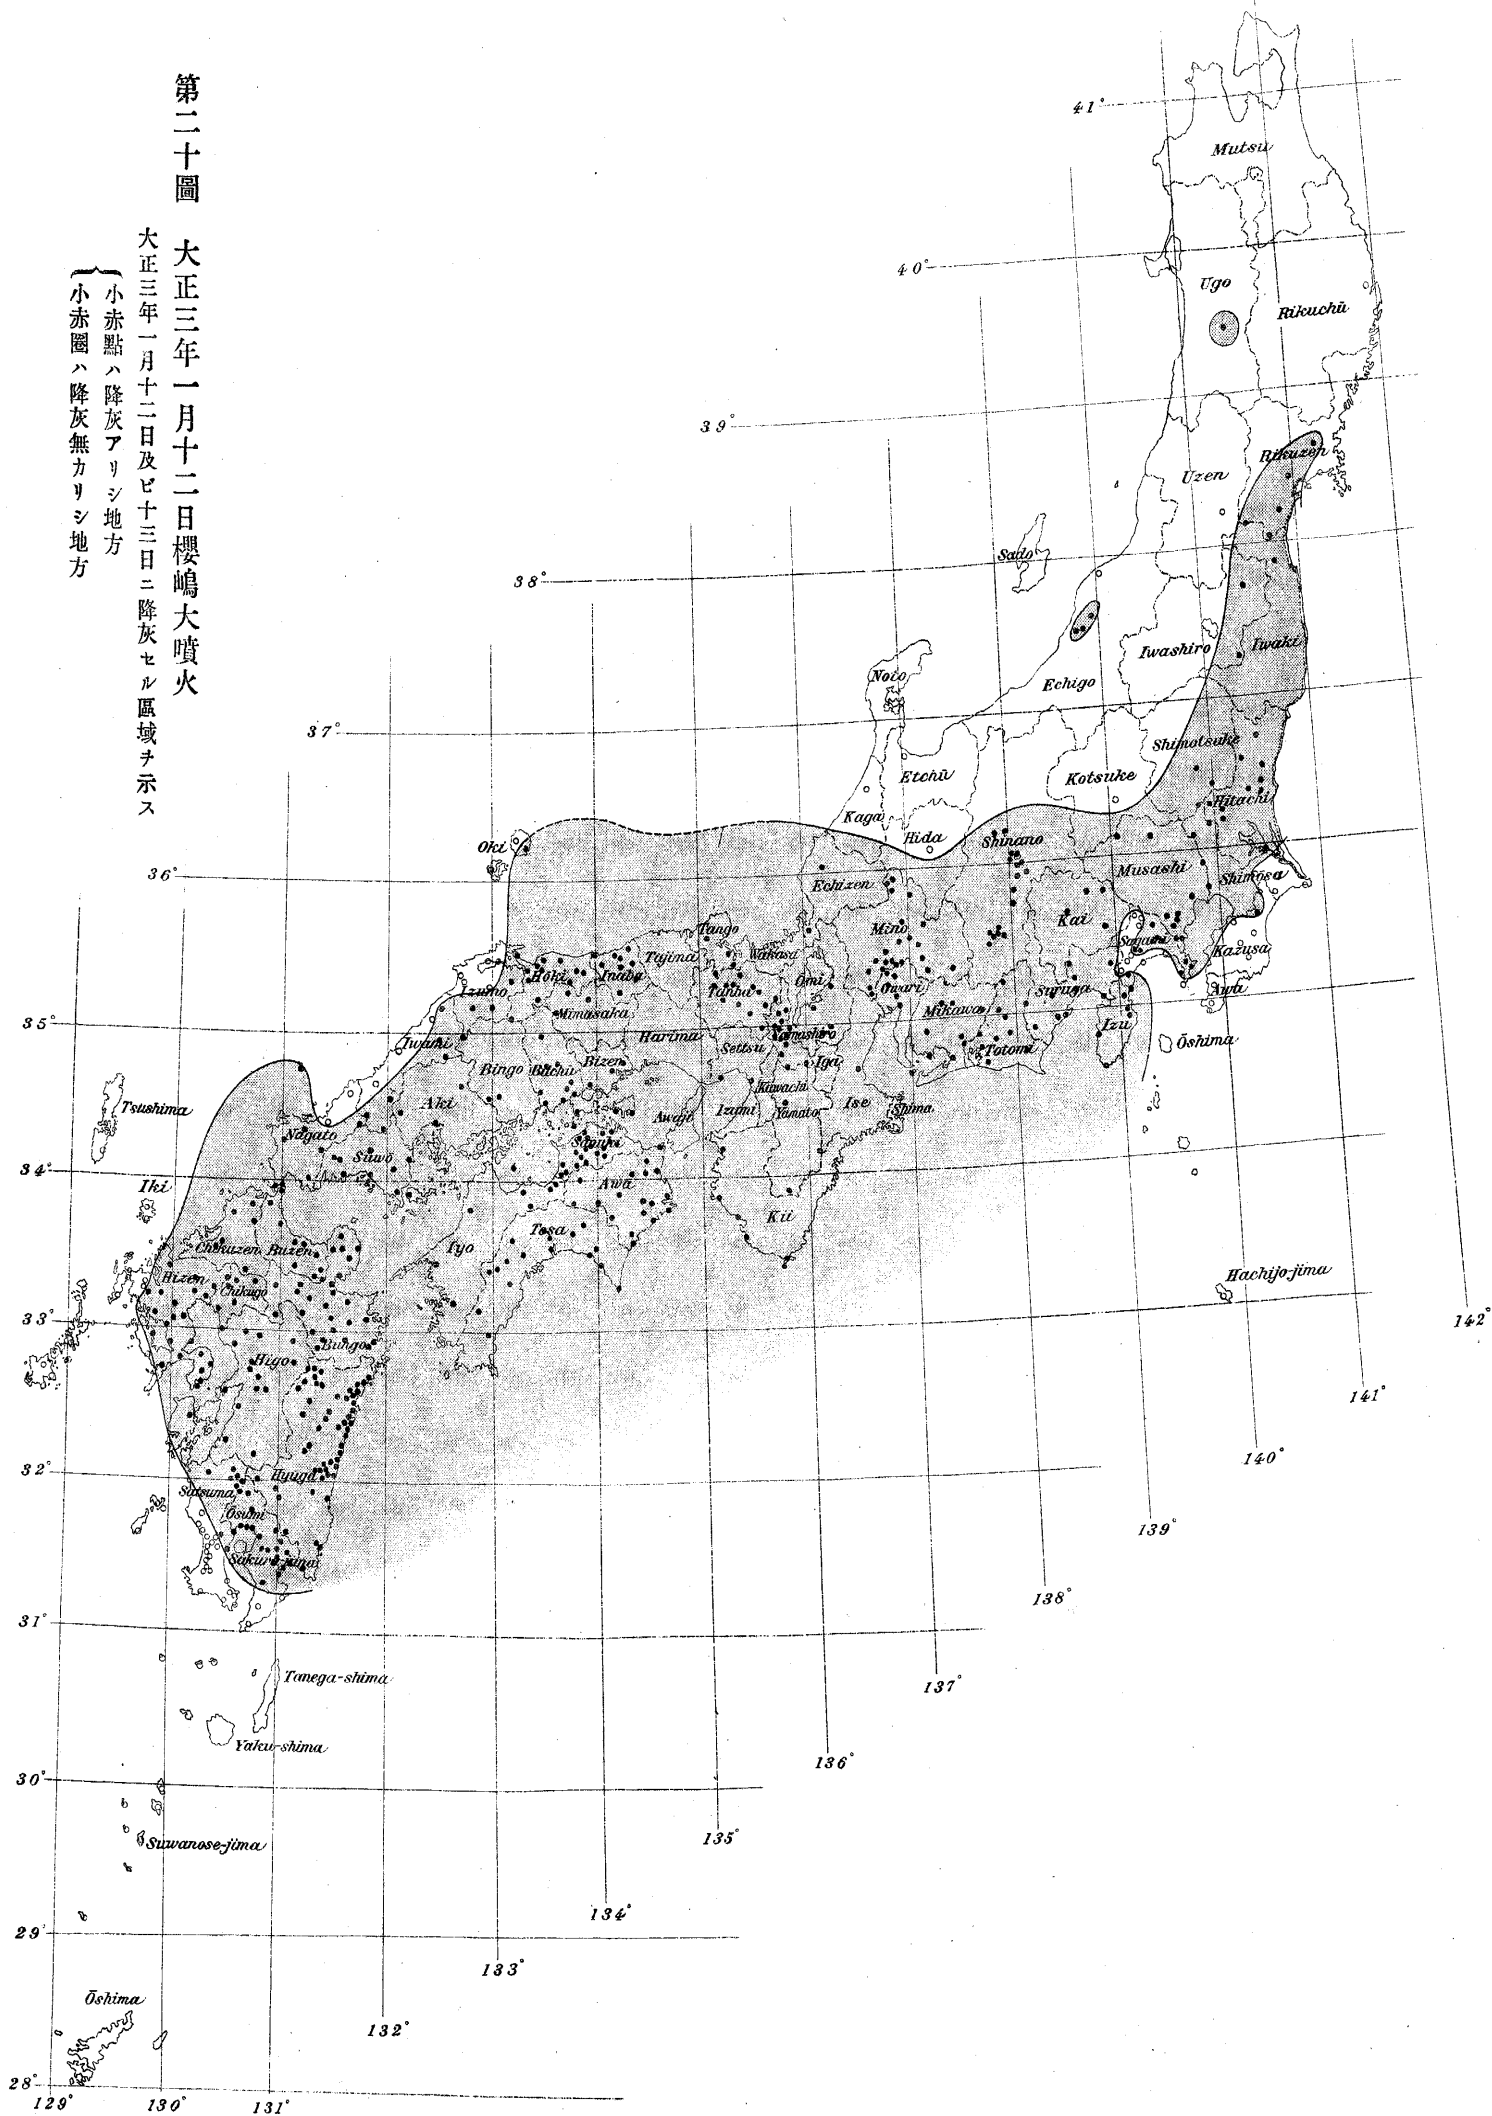 第二十圖　大正三年一月十二日櫻嶋大噴火
大正三年一月十二日及ビ十三日ニ降灰セル區域ヲ示ス
小赤點ハ降灰アリシ地方
小赤圈ハ降灰無カリシ地方
41°
Mutsu
40°
Ugo
Rikuchū
39°
Rikuzen
Uzen
38°
Sado
Iwashiro
Iwaki
Echigo
Noto
37°
Shimotsuke
Etchū
Kotsuke
Hitachi
Kaga
Hida
Shinano
Oki
36°
Echizen
Musashi
Shimosa
Kai
Mino
Tango
Sagami
Kazusa
Wakasa
Tajima
Hōki
Inaba
Izumo
Tanba
Omi
Owari
Suruga
Awa
Mimasaka
Mikawa
35°
Izu
Harima
Yamashiro
Settsu
Iwami
Totomi
Ōshima
Bizen
Iga
Bingo
Bichu
Kawachi
Tsushima
Aki
Awaji
Izumi
Yamato
Ise
Shima
Nagato
Sanuki
Suwo
34°
Iki
Awa
Kii
Tosa
Chikuzen
Buzen
Iyo
Hizen
Chikugo
Hachijo-jima
33°
142°
Bungo
Higo
141°
32°
Hyuga
140°
Satsuma
Osumi
139°
Sakura-jima
138°
31°
Tanega-shima
137°
Yaku-shima
136°
30°
135°
Suwanose-jima
134°
29°
133°
Ōshima
132°
28°
129°
130°
131°